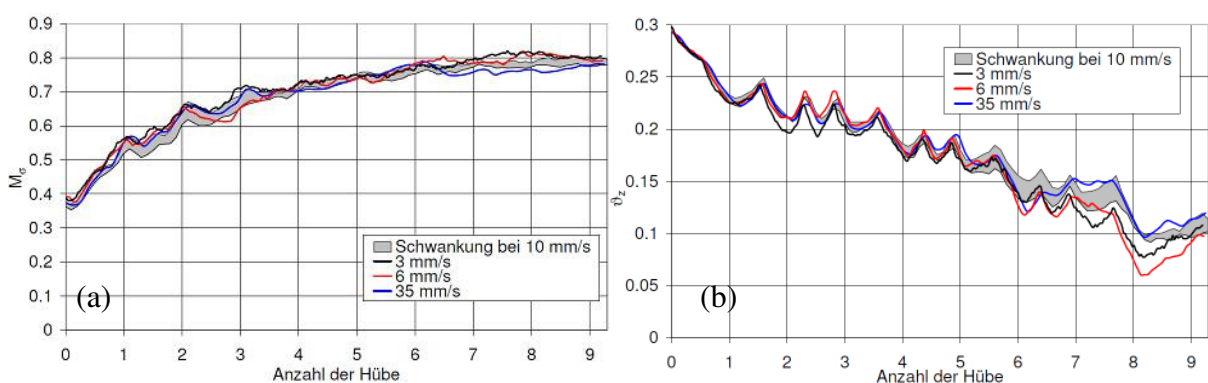 0.9
0.8
0.7
0.6
0.5
0.4
0.3
0.2
0.1
0
M_σ
Schwankung bei 10 mm/s
3 mm/s
6 mm/s
35 mm/s
(a)
0 1 2 3 4 5 6 7 8 9
Anzahl der Hübe
0.3
0.25
0.2
0.15
0.1
0.05
0
ϑ_z
Schwankung bei 10 mm/s
3 mm/s
6 mm/s
35 mm/s
(b)
0 1 2 3 4 5 6 7 8 9
Anzahl der Hübe